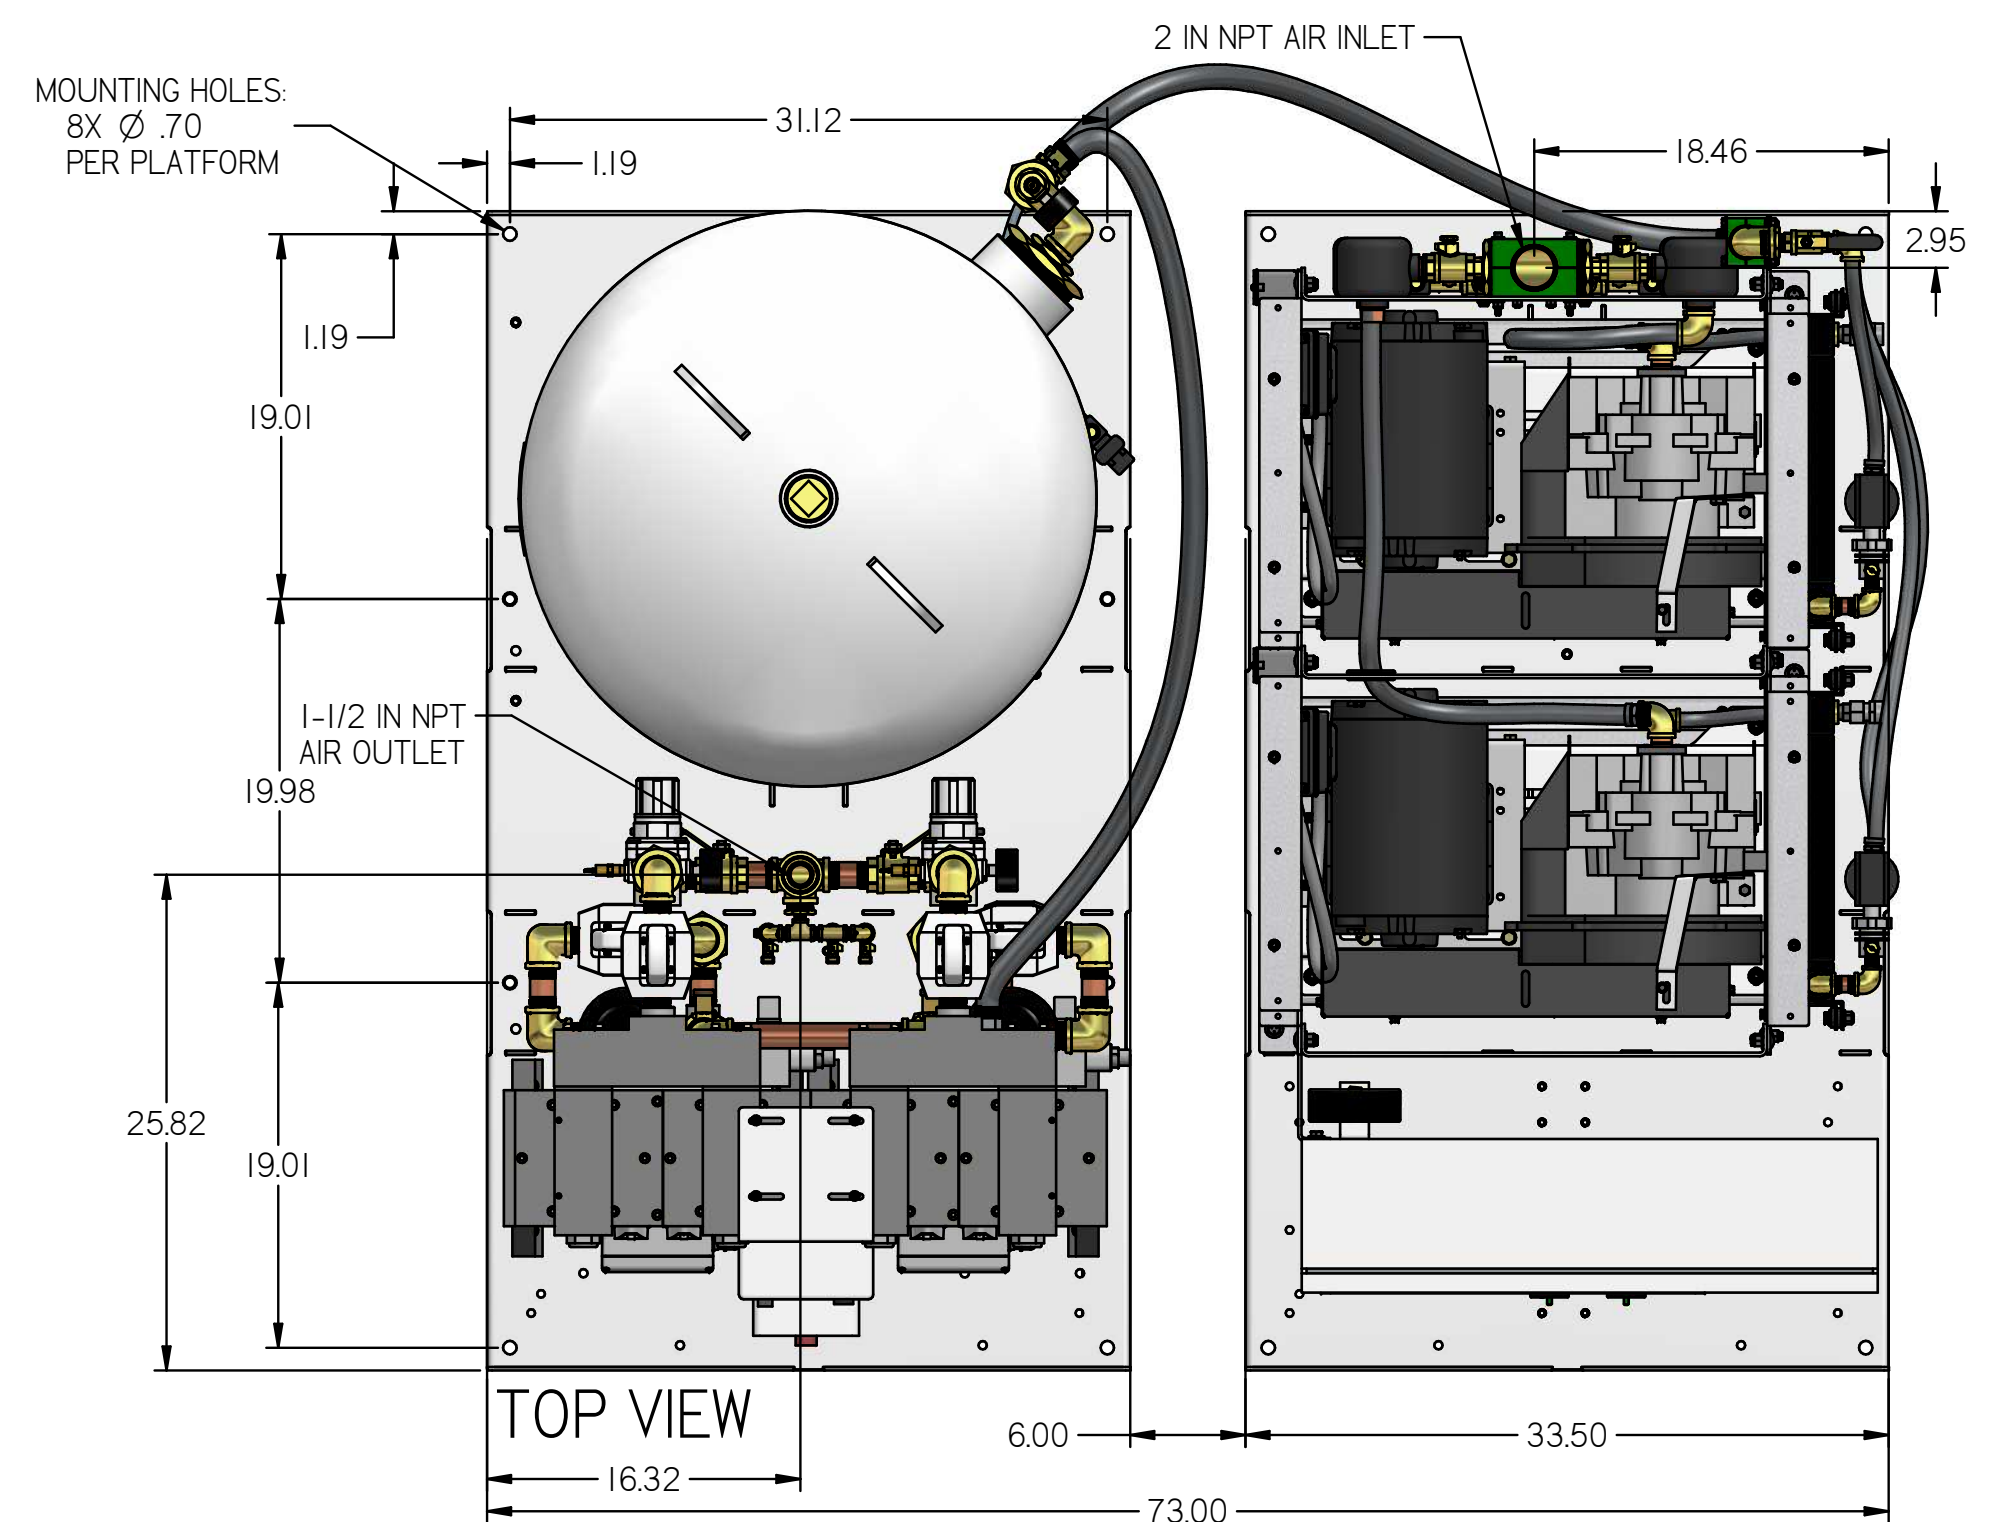 2 IN NPT AIR INLET
MOUNTING HOLES:
8X Ø .70
PER PLATFORM
31.12
1.19
18.46
2.95
1.19
19.01
1-1/2 IN NPT
AIR OUTLET
19.98
25.82
19.01
TOP VIEW
6.00
33.50
16.32
73.00